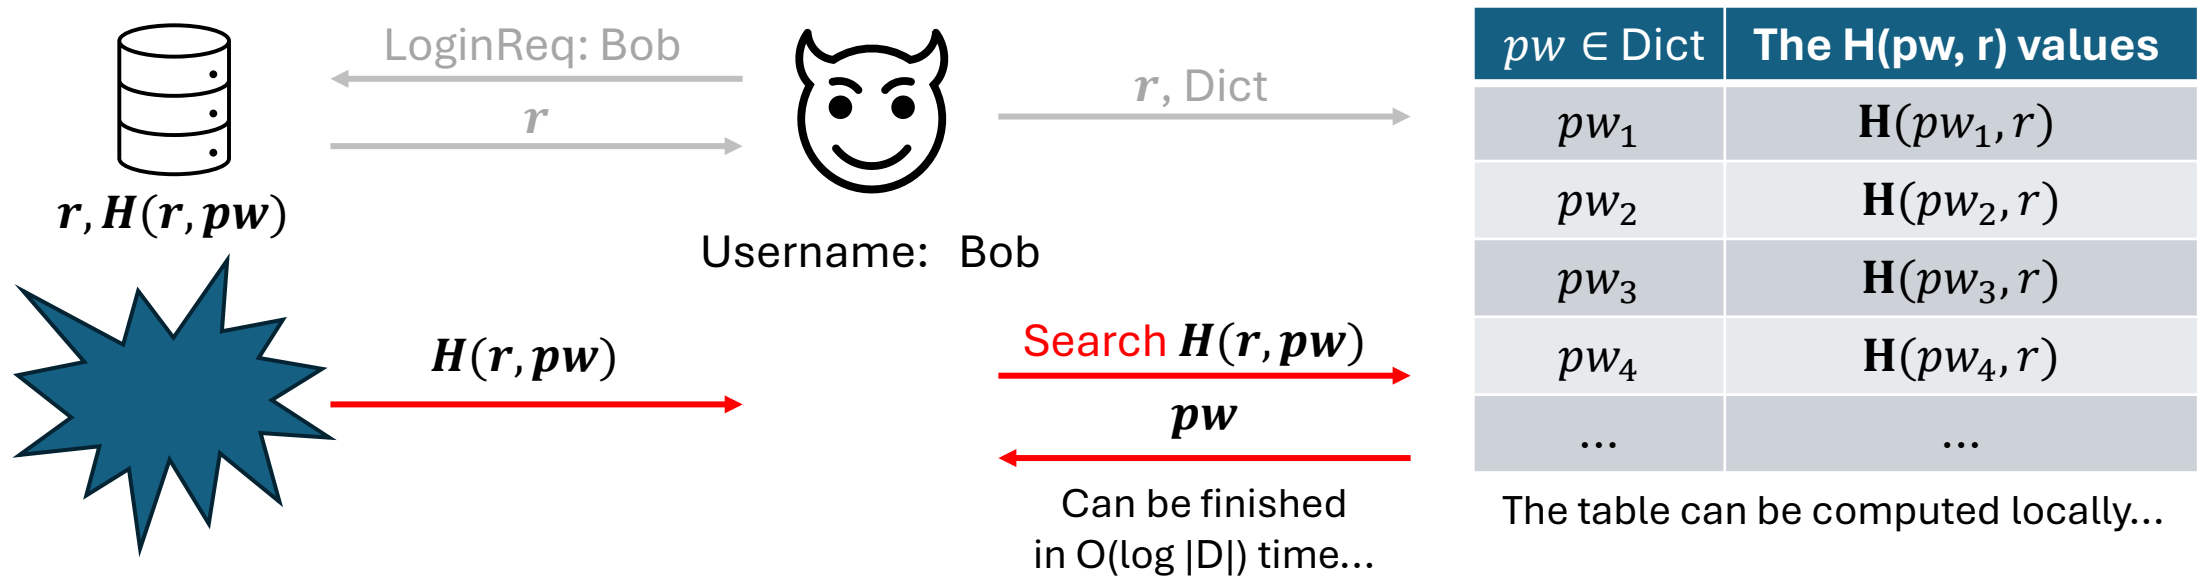 LoginReq: Bob
r
r, H(r, pw)
Username: Bob
r, Dict
H(r, pw)
Search H(r, pw)
pw
Can be finished
in O(log |D|) time...
pw ∈ Dict The H(pw, r) values
pw₁ H(pw₁, r)
pw₂ H(pw₂, r)
pw₃ H(pw₃, r)
pw₄ H(pw₄, r)
... ...
The table can be computed locally...